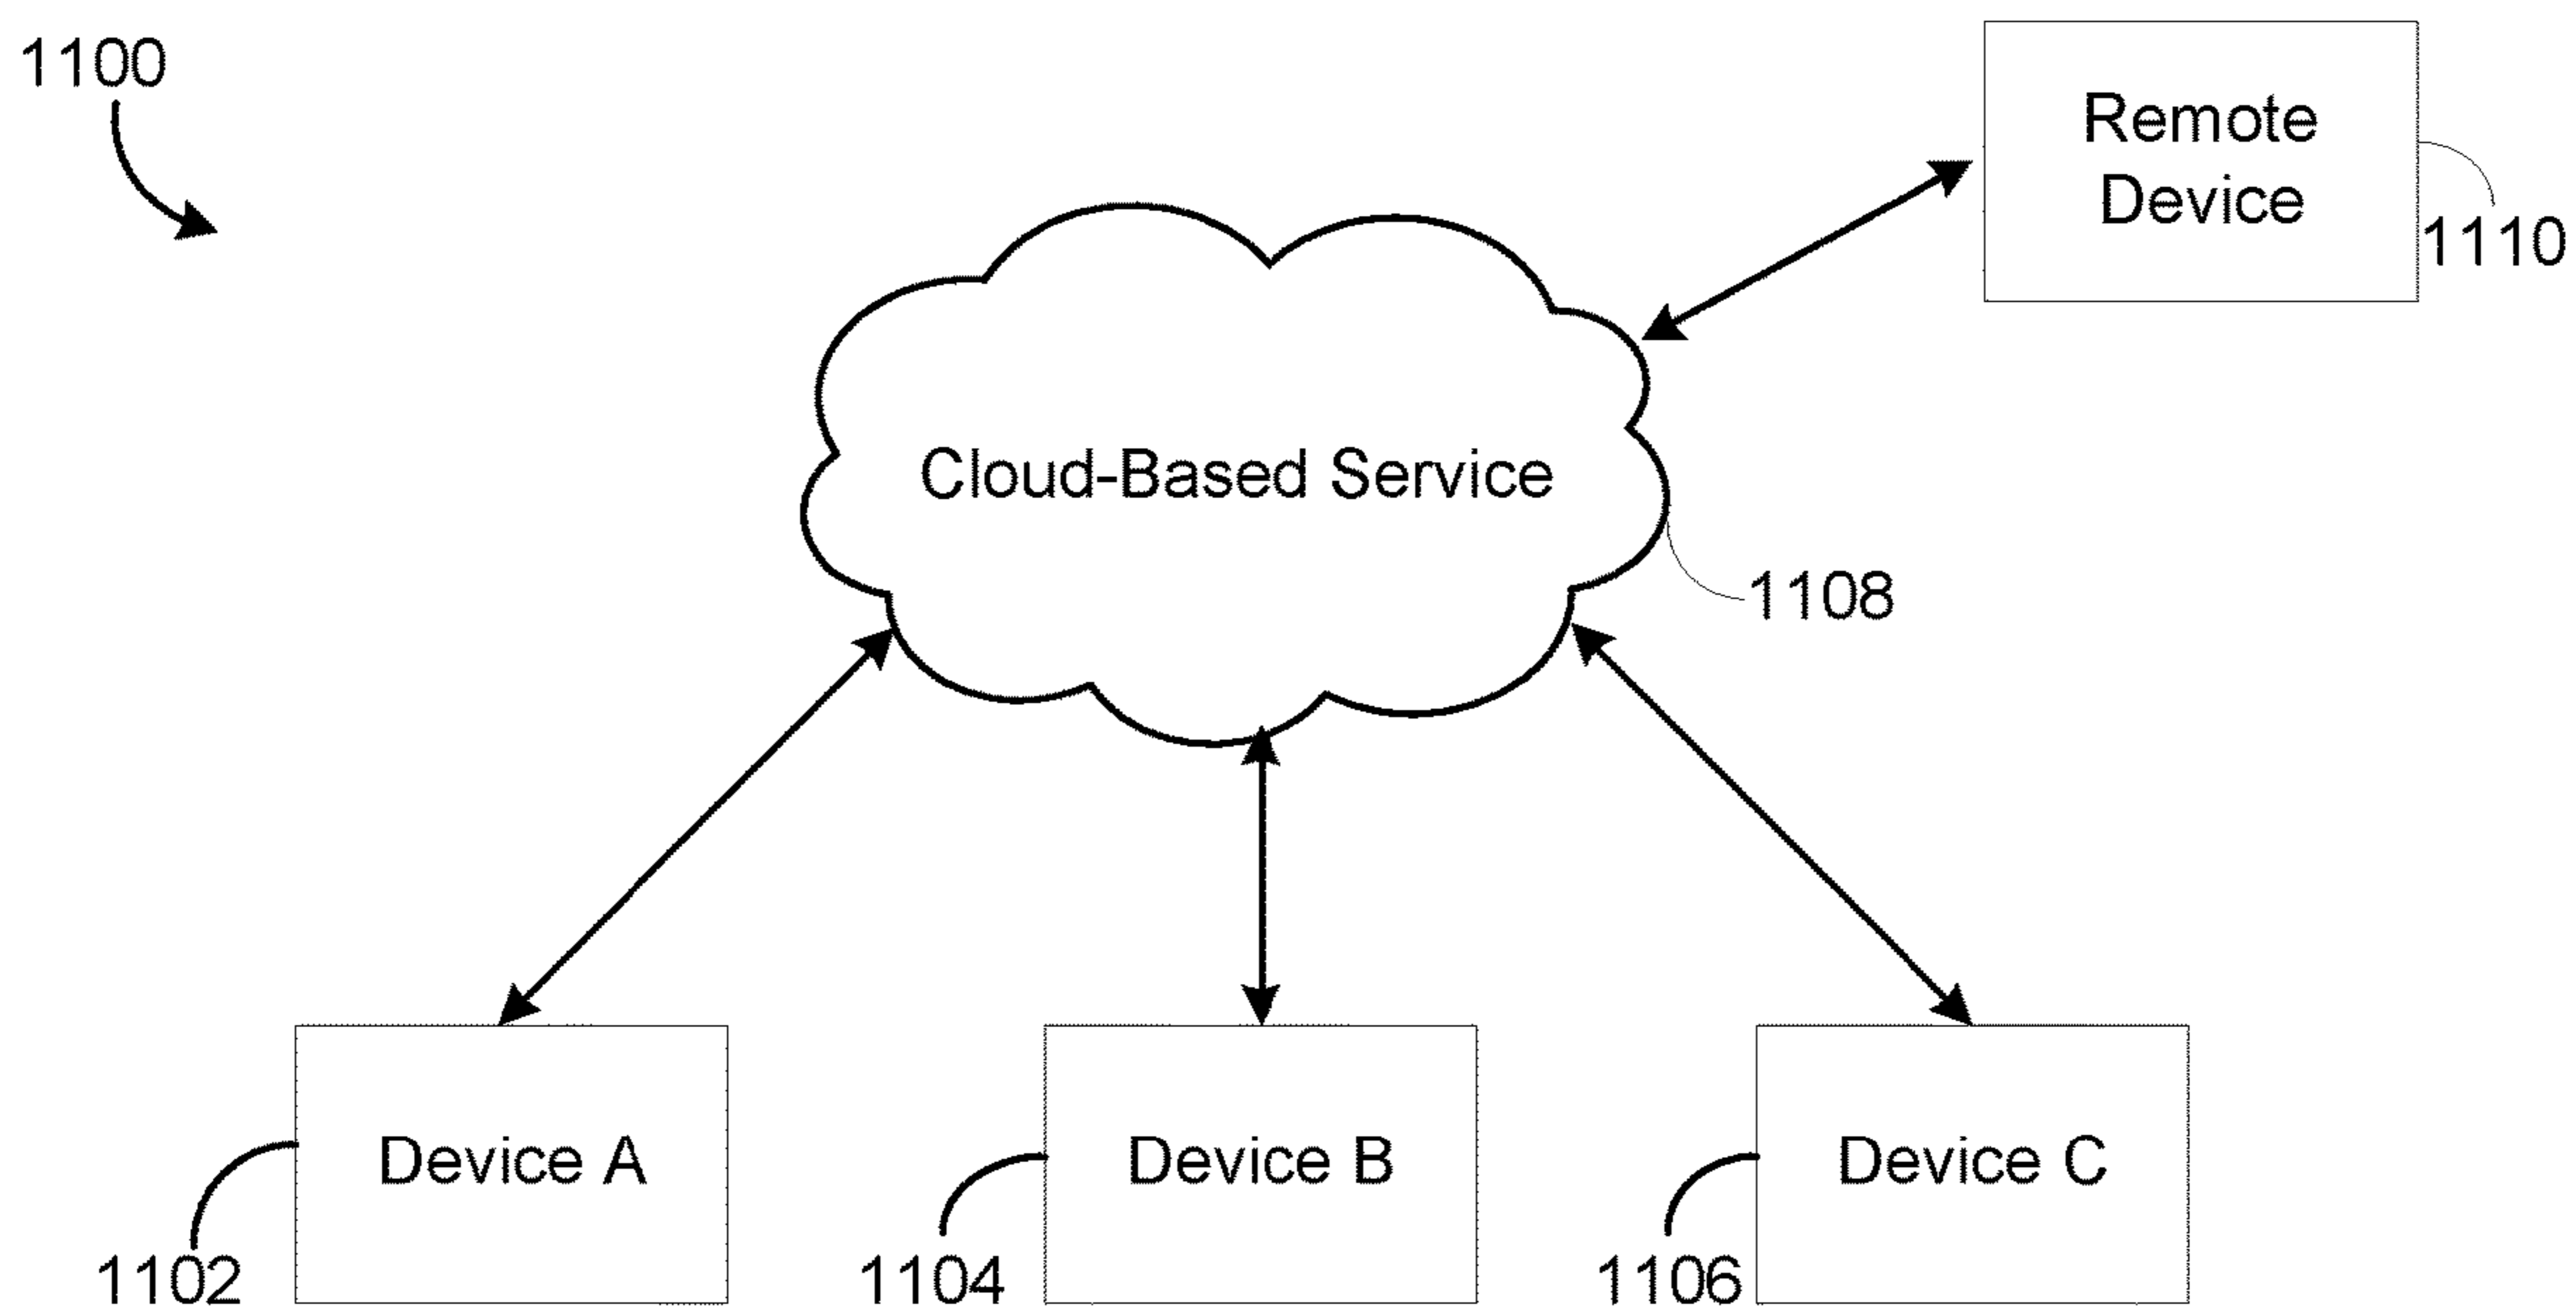 1100
Remote
Device
1110
Cloud-Based Service
1108
Device A
Device B
Device C
1102
1104
1106